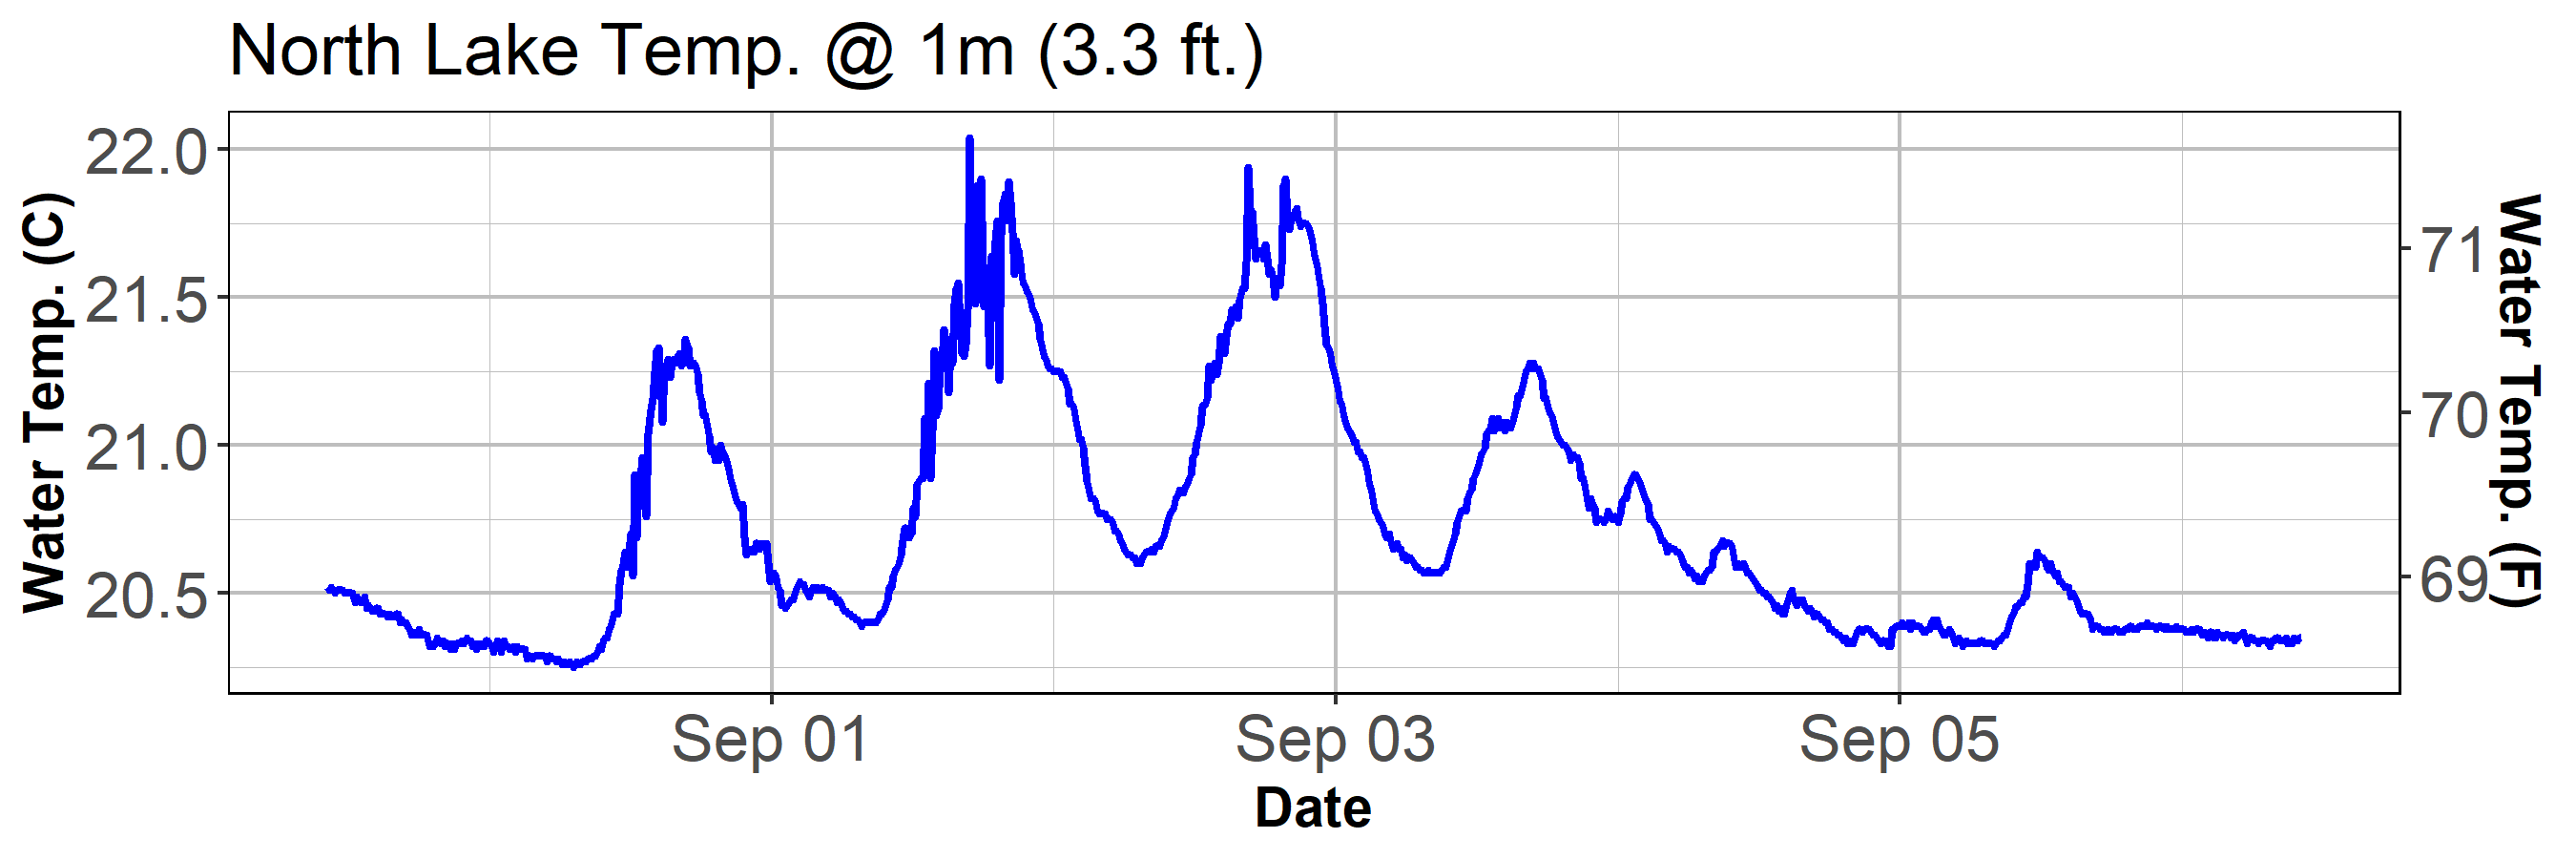 North Lake Temp. @ 1m (3.3 ft.)
Water Temp. (C)
22.0
21.5
21.0
20.5
71
70
69
Water Temp. (F)
Sep 01
Sep 03
Sep 05
Date